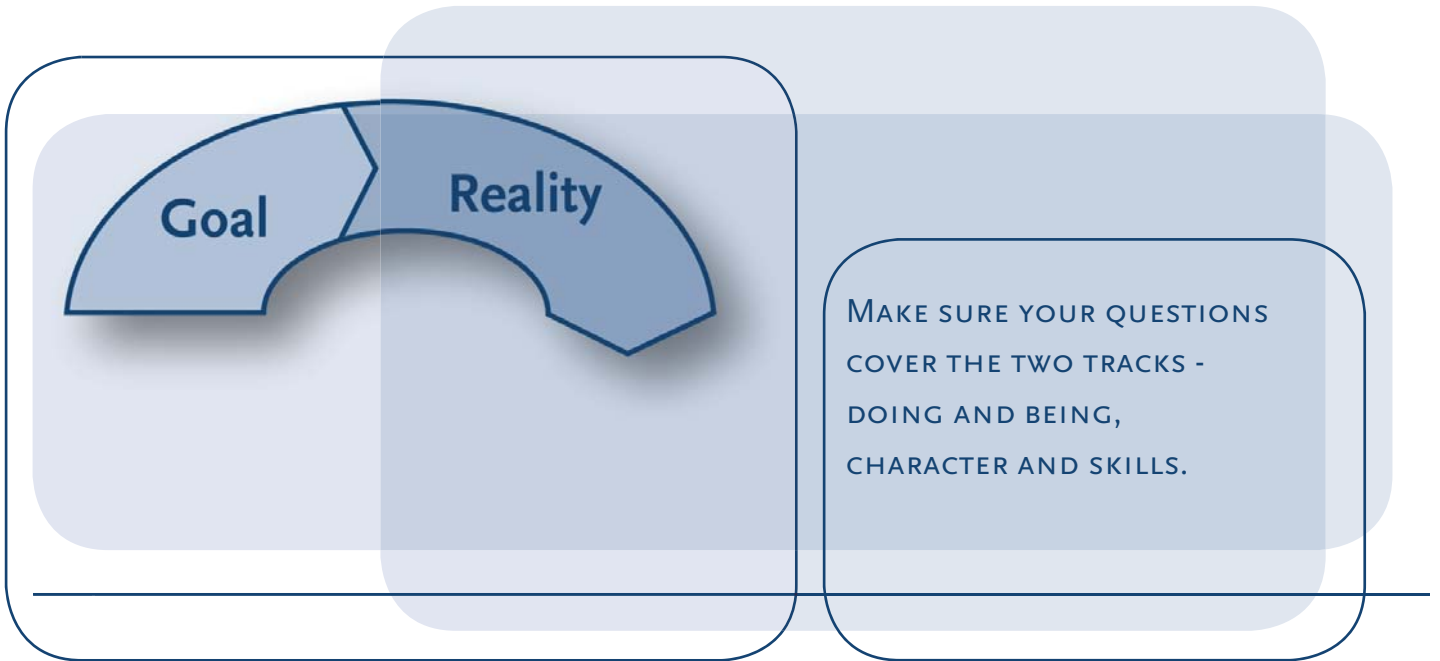 Goal
Reality
Make sure your questions
cover the two tracks -
doing and being,
character and skills.